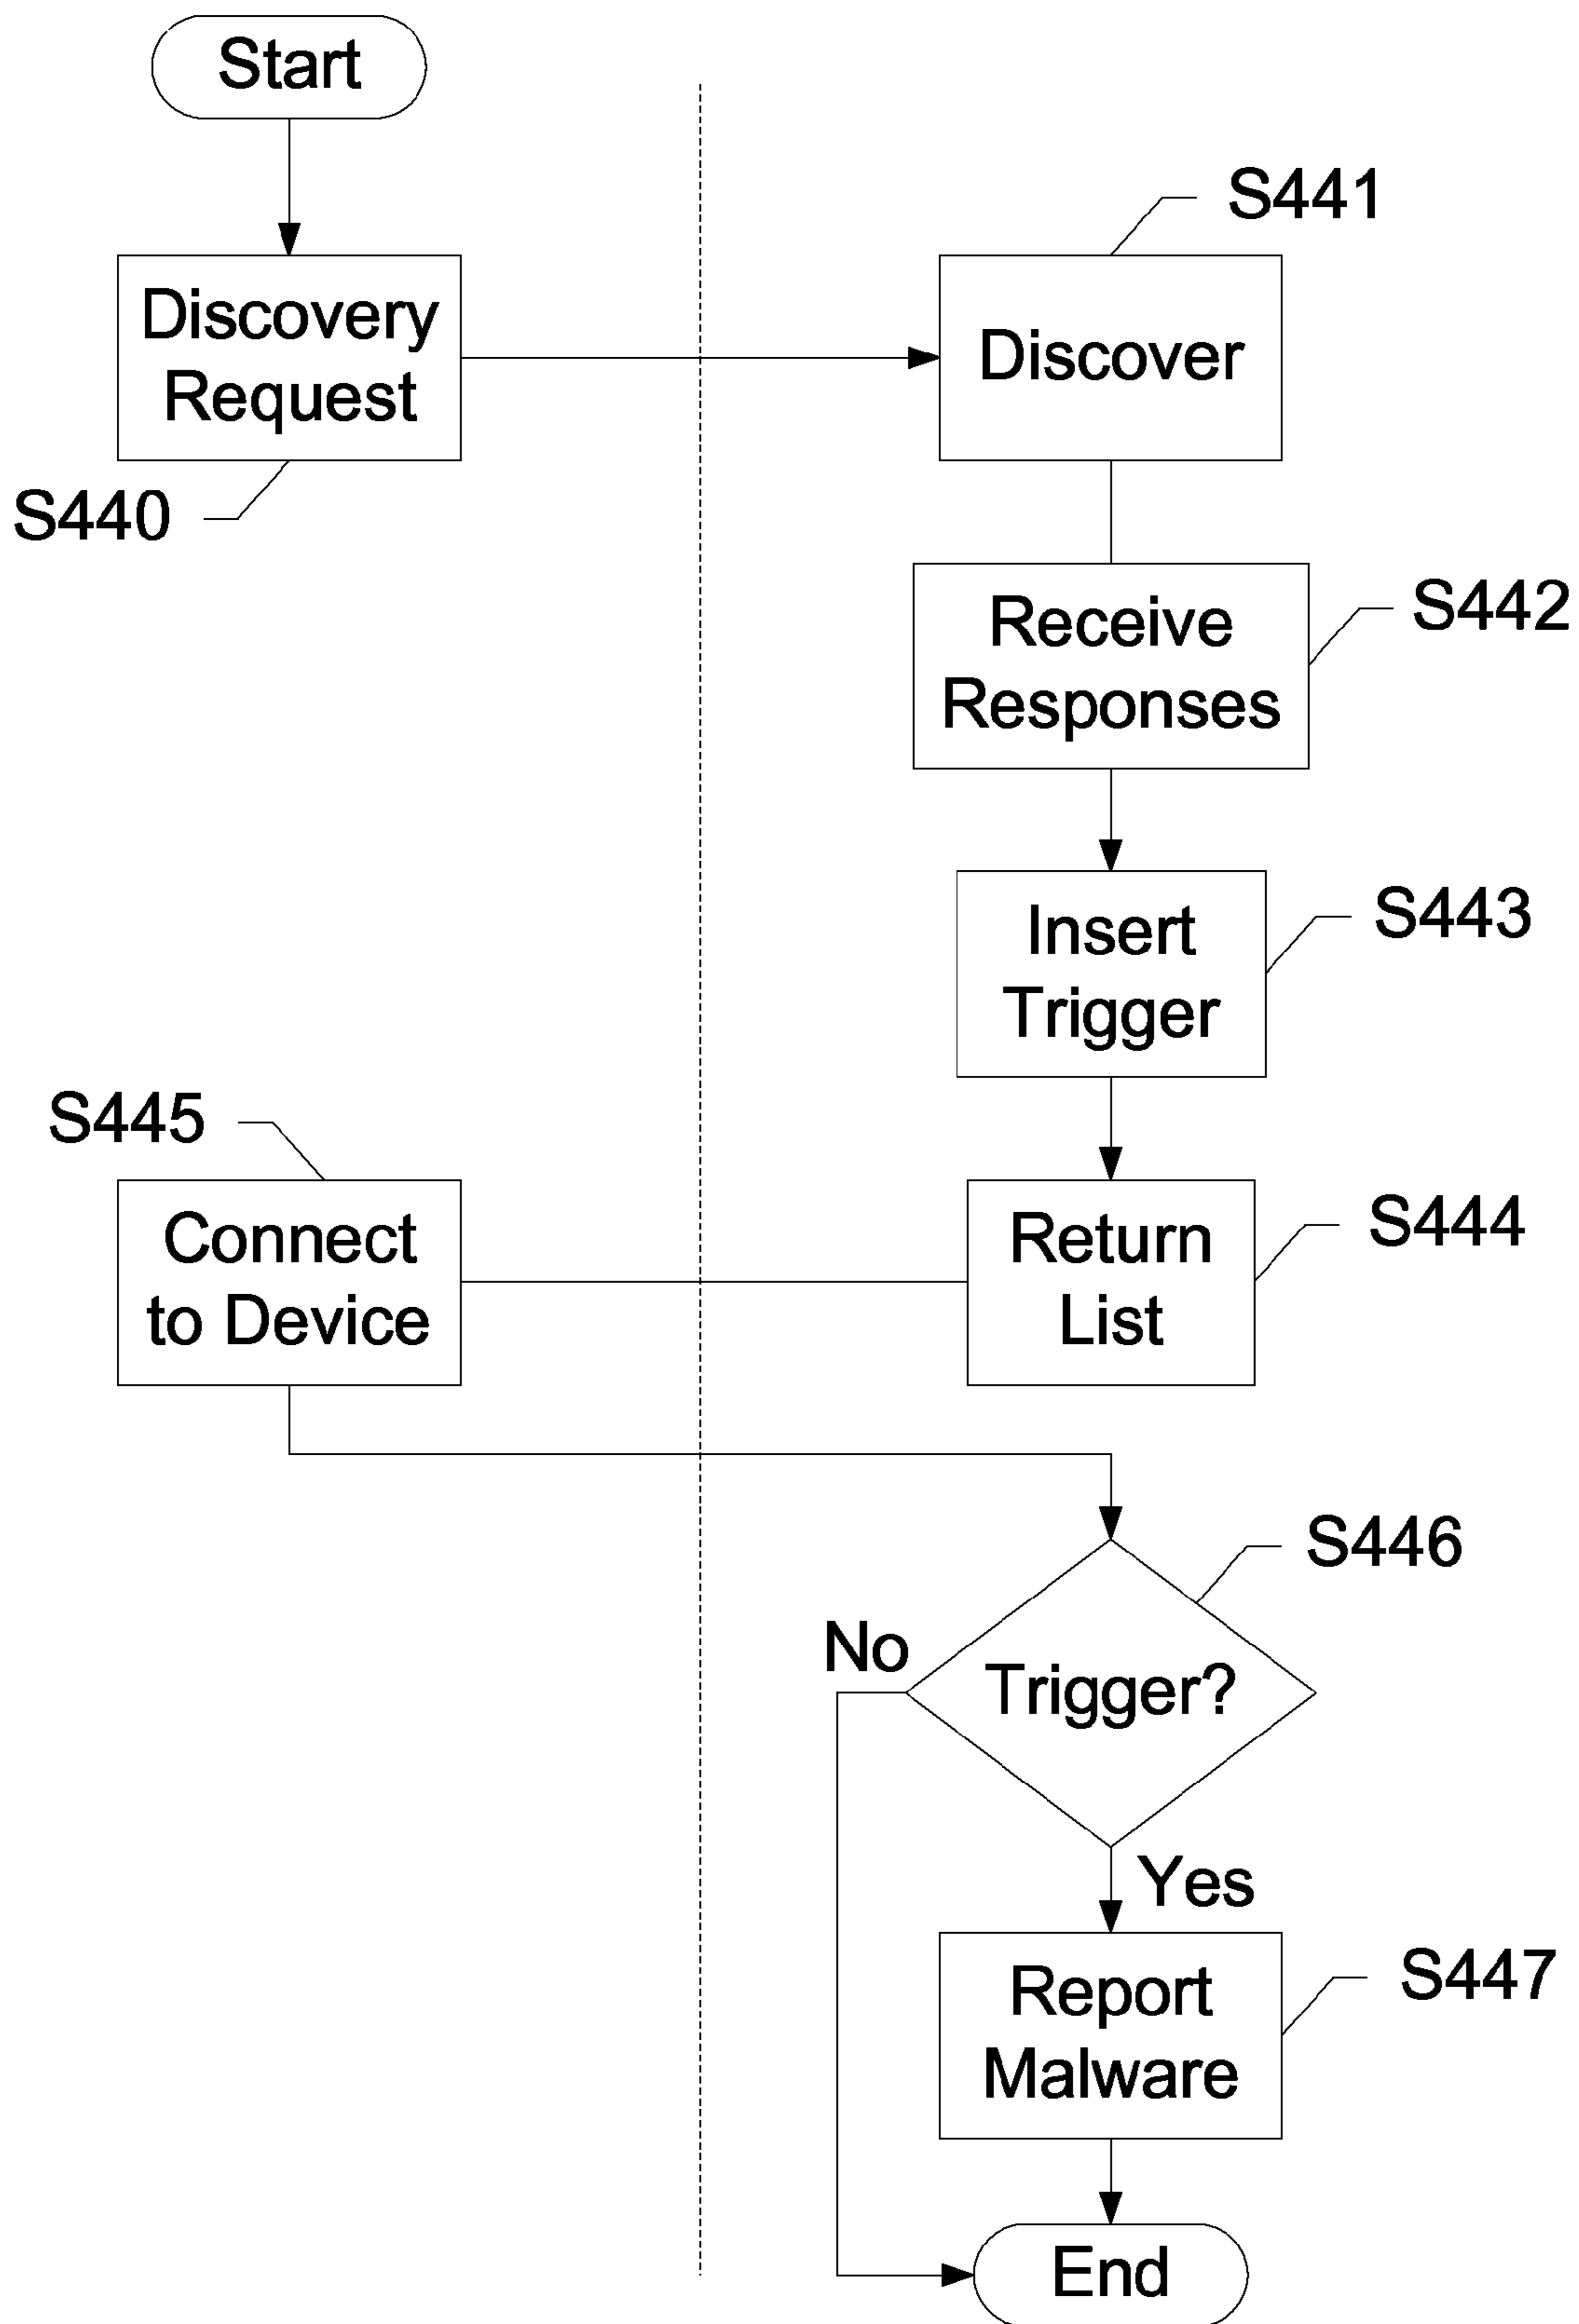 Start
S441
Discovery
Request
Discover
S440
Receive
Responses
S442
Insert
Trigger
S443
S445
Connect
to Device
Return
List
S444
S446
No
Trigger?
Yes
Report
Malware
S447
End